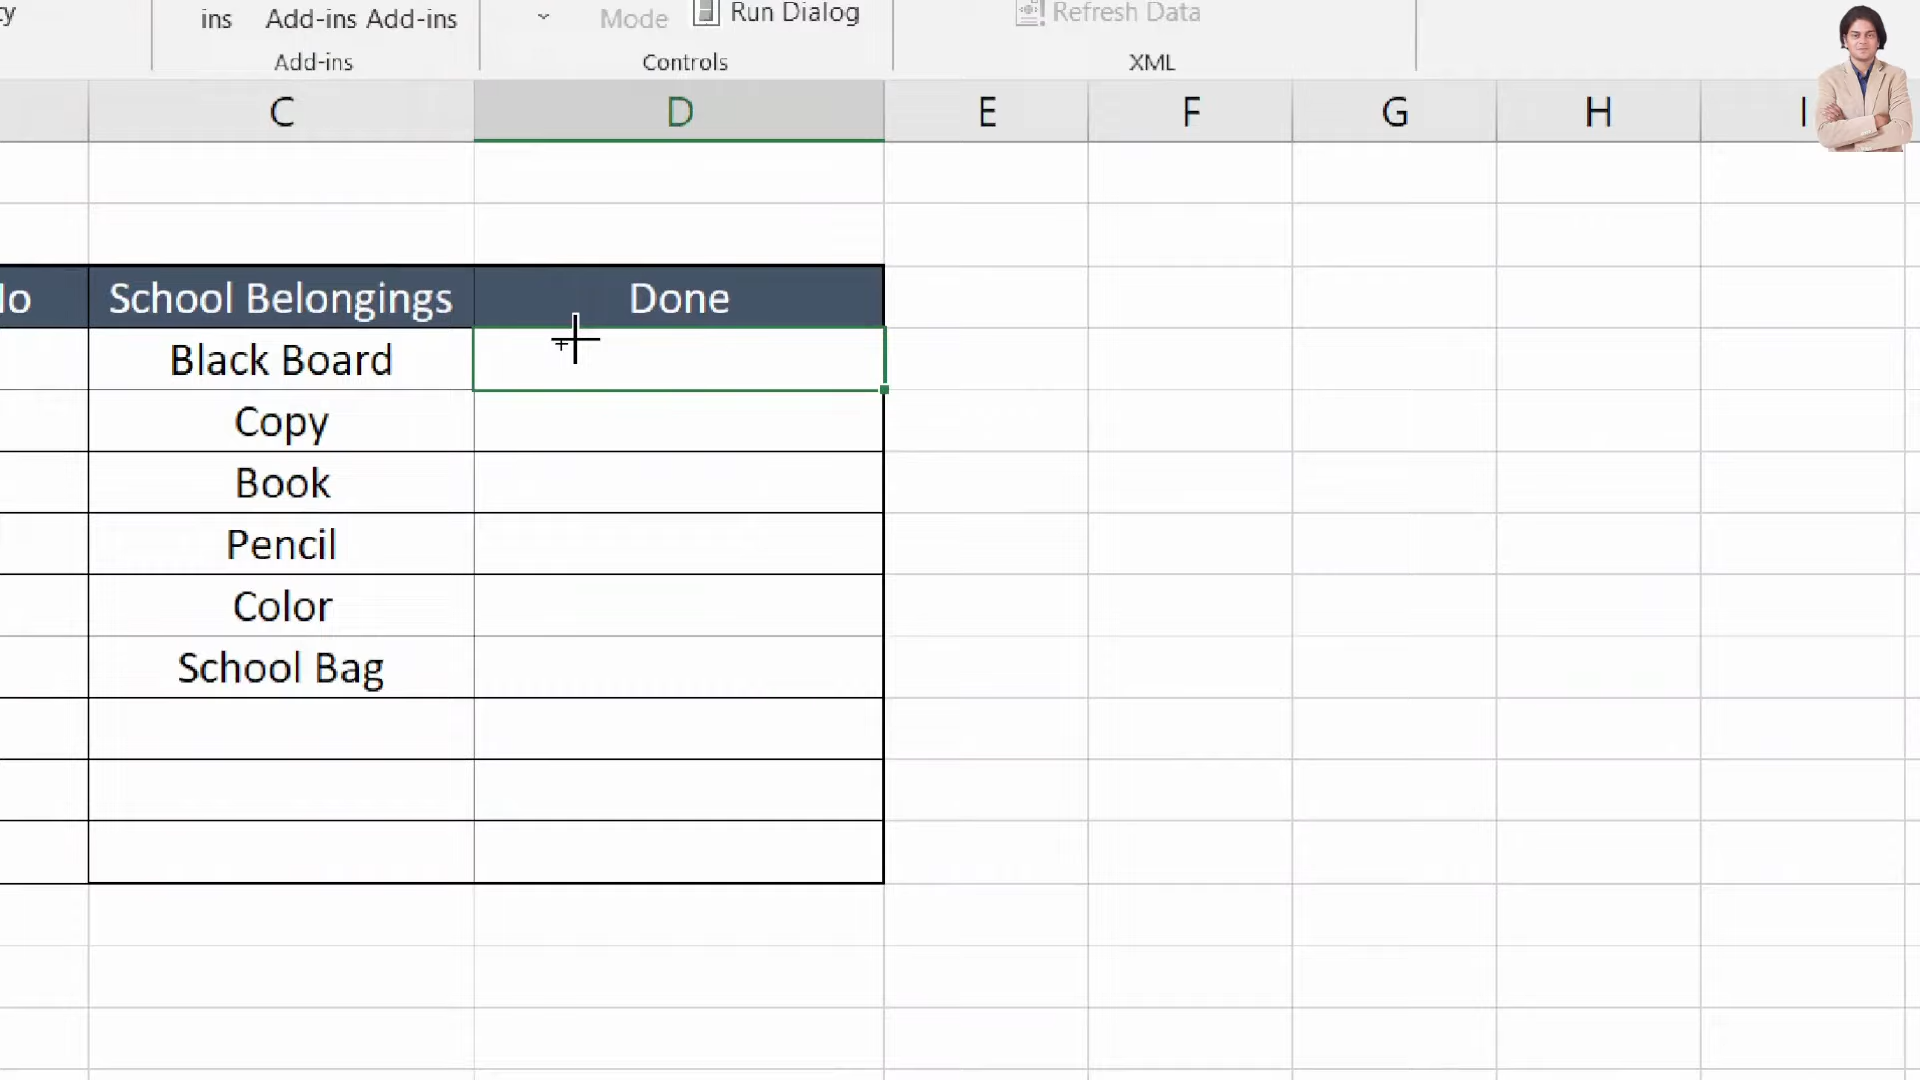 ins Add-ins Add-ins
Mode
Run Dialog
Refresh Data
Add-ins
Controls
XML
C D E F G H I
School Belongings Done
Black Board
Copy
Book
Pencil
Color
School Bag